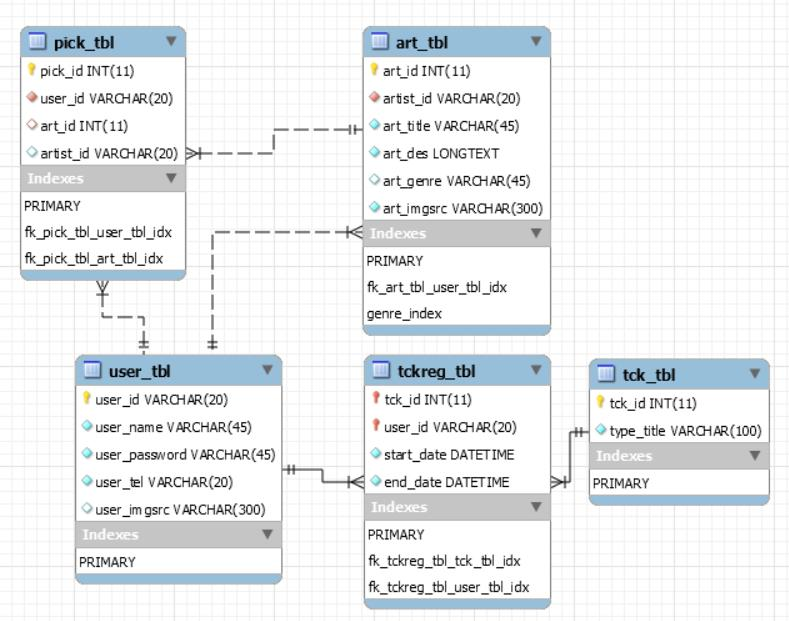 pick_tbl
pick_id INT(11)
user_id VARCHAR(20)
art_id INT(11)
artist_id VARCHAR(20)
Indexes
PRIMARY
fk_pick_tbl_user_tbl_idx
fk_pick_tbl_art_tbl_idx
art_tbl
art_id INT(11)
artist_id VARCHAR(20)
art_title VARCHAR(45)
art_des LONGTEXT
art_genre VARCHAR(45)
art_imgsrc VARCHAR(300)
Indexes
PRIMARY
fk_art_tbl_user_tbl_idx
genre_index
user_tbl
user_id VARCHAR(20)
user_name VARCHAR(45)
user_password VARCHAR(45)
user_tel VARCHAR(20)
user_imgsrc VARCHAR(300)
Indexes
PRIMARY
tckreg_tbl
tck_id INT(11)
user_id VARCHAR(20)
start_date DATETIME
end_date DATETIME
Indexes
PRIMARY
fk_tckreg_tbl_tck_tbl_idx
fk_tckreg_tbl_user_tbl_idx
tck_tbl
tck_id INT(11)
type_title VARCHAR(100)
Indexes
PRIMARY